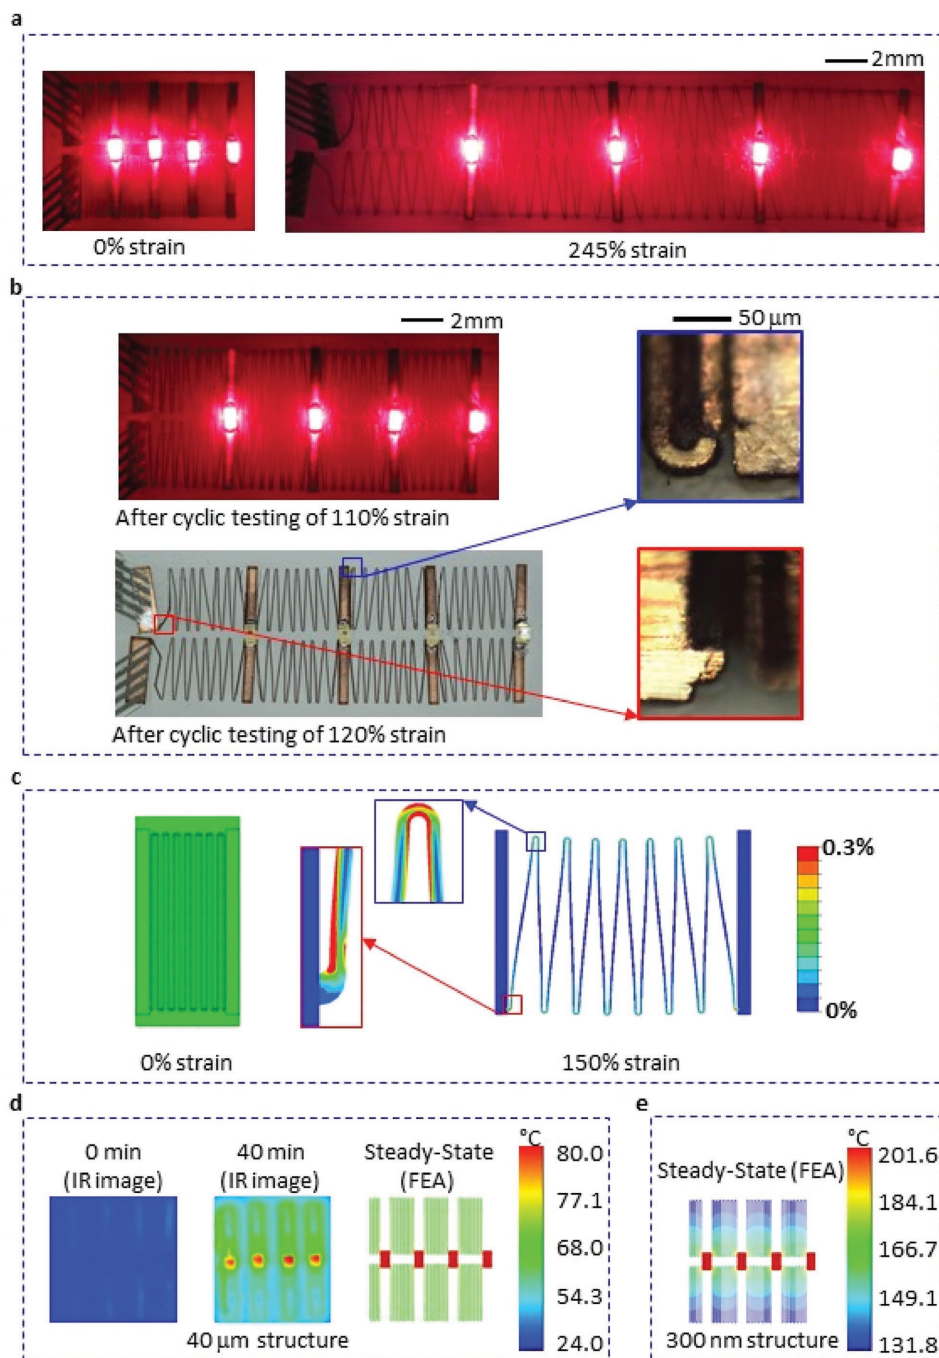 a
2mm
0% strain
245% strain
b
2mm
50 μm
After cyclic testing of 110% strain
After cyclic testing of 120% strain
c
0.3%
0%
0% strain
150% strain
d
0 min
(IR image)
40 min
(IR image)
Steady-State
(FEA)
°C
80.0
77.1
68.0
54.3
24.0
40 μm structure
e
Steady-State (FEA)
°C
201.6
184.1
166.7
149.1
131.8
300 nm structure